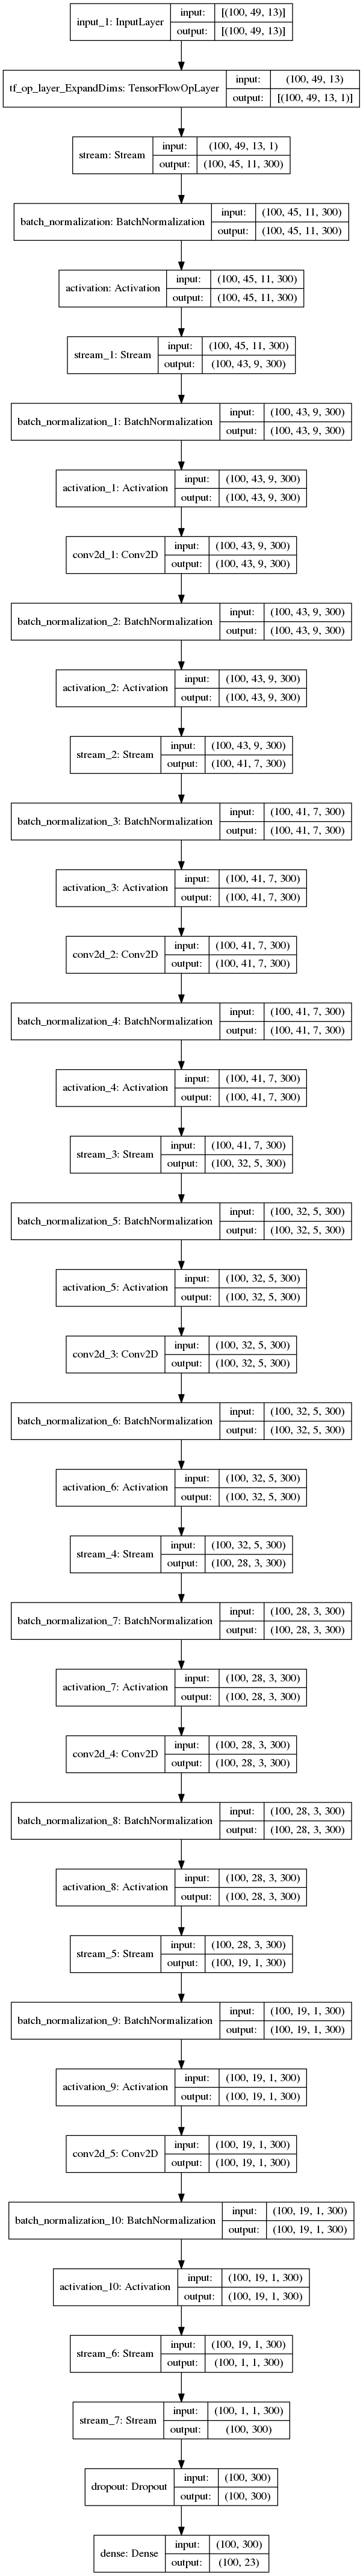 input_1: InputLayer
input: [(100, 49, 13)]
output: [(100, 49, 13)]
tf_op_layer_ExpandDims: TensorFlowOpLayer
input: (100, 49, 13)
output: [(100, 49, 13, 1)]
stream: Stream
input: (100, 49, 13, 1)
output: (100, 45, 11, 300)
batch_normalization: BatchNormalization
input: (100, 45, 11, 300)
output: (100, 45, 11, 300)
activation: Activation
input: (100, 45, 11, 300)
output: (100, 45, 11, 300)
stream_1: Stream
input: (100, 45, 11, 300)
output: (100, 43, 9, 300)
batch_normalization_1: BatchNormalization
input: (100, 43, 9, 300)
output: (100, 43, 9, 300)
activation_1: Activation
input: (100, 43, 9, 300)
output: (100, 43, 9, 300)
conv2d_1: Conv2D
input: (100, 43, 9, 300)
output: (100, 43, 9, 300)
batch_normalization_2: BatchNormalization
input: (100, 43, 9, 300)
output: (100, 43, 9, 300)
activation_2: Activation
input: (100, 43, 9, 300)
output: (100, 43, 9, 300)
stream_2: Stream
input: (100, 43, 9, 300)
output: (100, 41, 7, 300)
batch_normalization_3: BatchNormalization
input: (100, 41, 7, 300)
output: (100, 41, 7, 300)
activation_3: Activation
input: (100, 41, 7, 300)
output: (100, 41, 7, 300)
conv2d_2: Conv2D
input: (100, 41, 7, 300)
output: (100, 41, 7, 300)
batch_normalization_4: BatchNormalization
input: (100, 41, 7, 300)
output: (100, 41, 7, 300)
activation_4: Activation
input: (100, 41, 7, 300)
output: (100, 41, 7, 300)
stream_3: Stream
input: (100, 41, 7, 300)
output: (100, 32, 5, 300)
batch_normalization_5: BatchNormalization
input: (100, 32, 5, 300)
output: (100, 32, 5, 300)
activation_5: Activation
input: (100, 32, 5, 300)
output: (100, 32, 5, 300)
conv2d_3: Conv2D
input: (100, 32, 5, 300)
output: (100, 32, 5, 300)
batch_normalization_6: BatchNormalization
input: (100, 32, 5, 300)
output: (100, 32, 5, 300)
activation_6: Activation
input: (100, 32, 5, 300)
output: (100, 32, 5, 300)
stream_4: Stream
input: (100, 32, 5, 300)
output: (100, 28, 3, 300)
batch_normalization_7: BatchNormalization
input: (100, 28, 3, 300)
output: (100, 28, 3, 300)
activation_7: Activation
input: (100, 28, 3, 300)
output: (100, 28, 3, 300)
conv2d_4: Conv2D
input: (100, 28, 3, 300)
output: (100, 28, 3, 300)
batch_normalization_8: BatchNormalization
input: (100, 28, 3, 300)
output: (100, 28, 3, 300)
activation_8: Activation
input: (100, 28, 3, 300)
output: (100, 28, 3, 300)
stream_5: Stream
input: (100, 28, 3, 300)
output: (100, 19, 1, 300)
batch_normalization_9: BatchNormalization
input: (100, 19, 1, 300)
output: (100, 19, 1, 300)
activation_9: Activation
input: (100, 19, 1, 300)
output: (100, 19, 1, 300)
conv2d_5: Conv2D
input: (100, 19, 1, 300)
output: (100, 19, 1, 300)
batch_normalization_10: BatchNormalization
input: (100, 19, 1, 300)
output: (100, 19, 1, 300)
activation_10: Activation
input: (100, 19, 1, 300)
output: (100, 19, 1, 300)
stream_6: Stream
input: (100, 19, 1, 300)
output: (100, 1, 1, 300)
stream_7: Stream
input: (100, 1, 1, 300)
output: (100, 300)
dropout: Dropout
input: (100, 300)
output: (100, 300)
dense: Dense
input: (100, 300)
output: (100, 23)